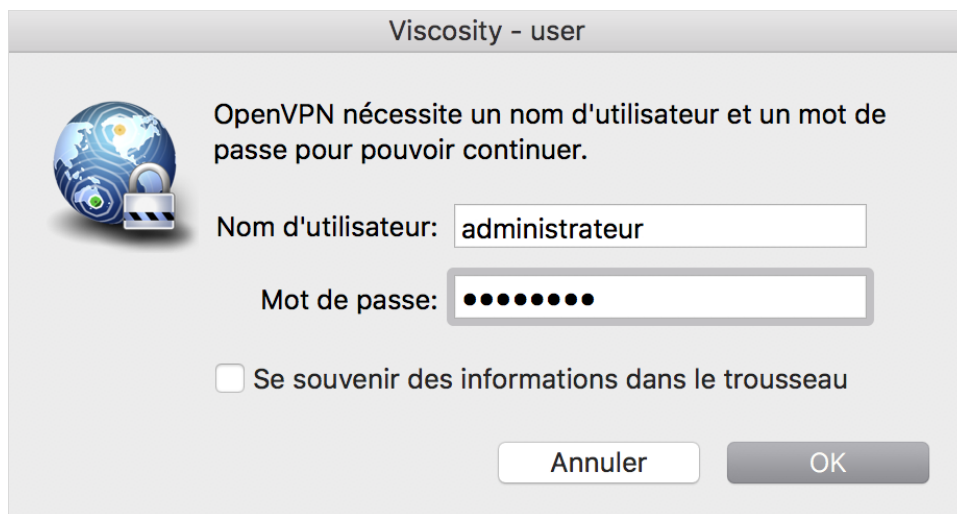 Viscosity - user
OpenVPN nécessite un nom d'utilisateur et un mot de
passe pour pouvoir continuer.
Nom d'utilisateur: administrateur
Mot de passe: ●●●●●●●●
Se souvenir des informations dans le trousseau
Annuler OK